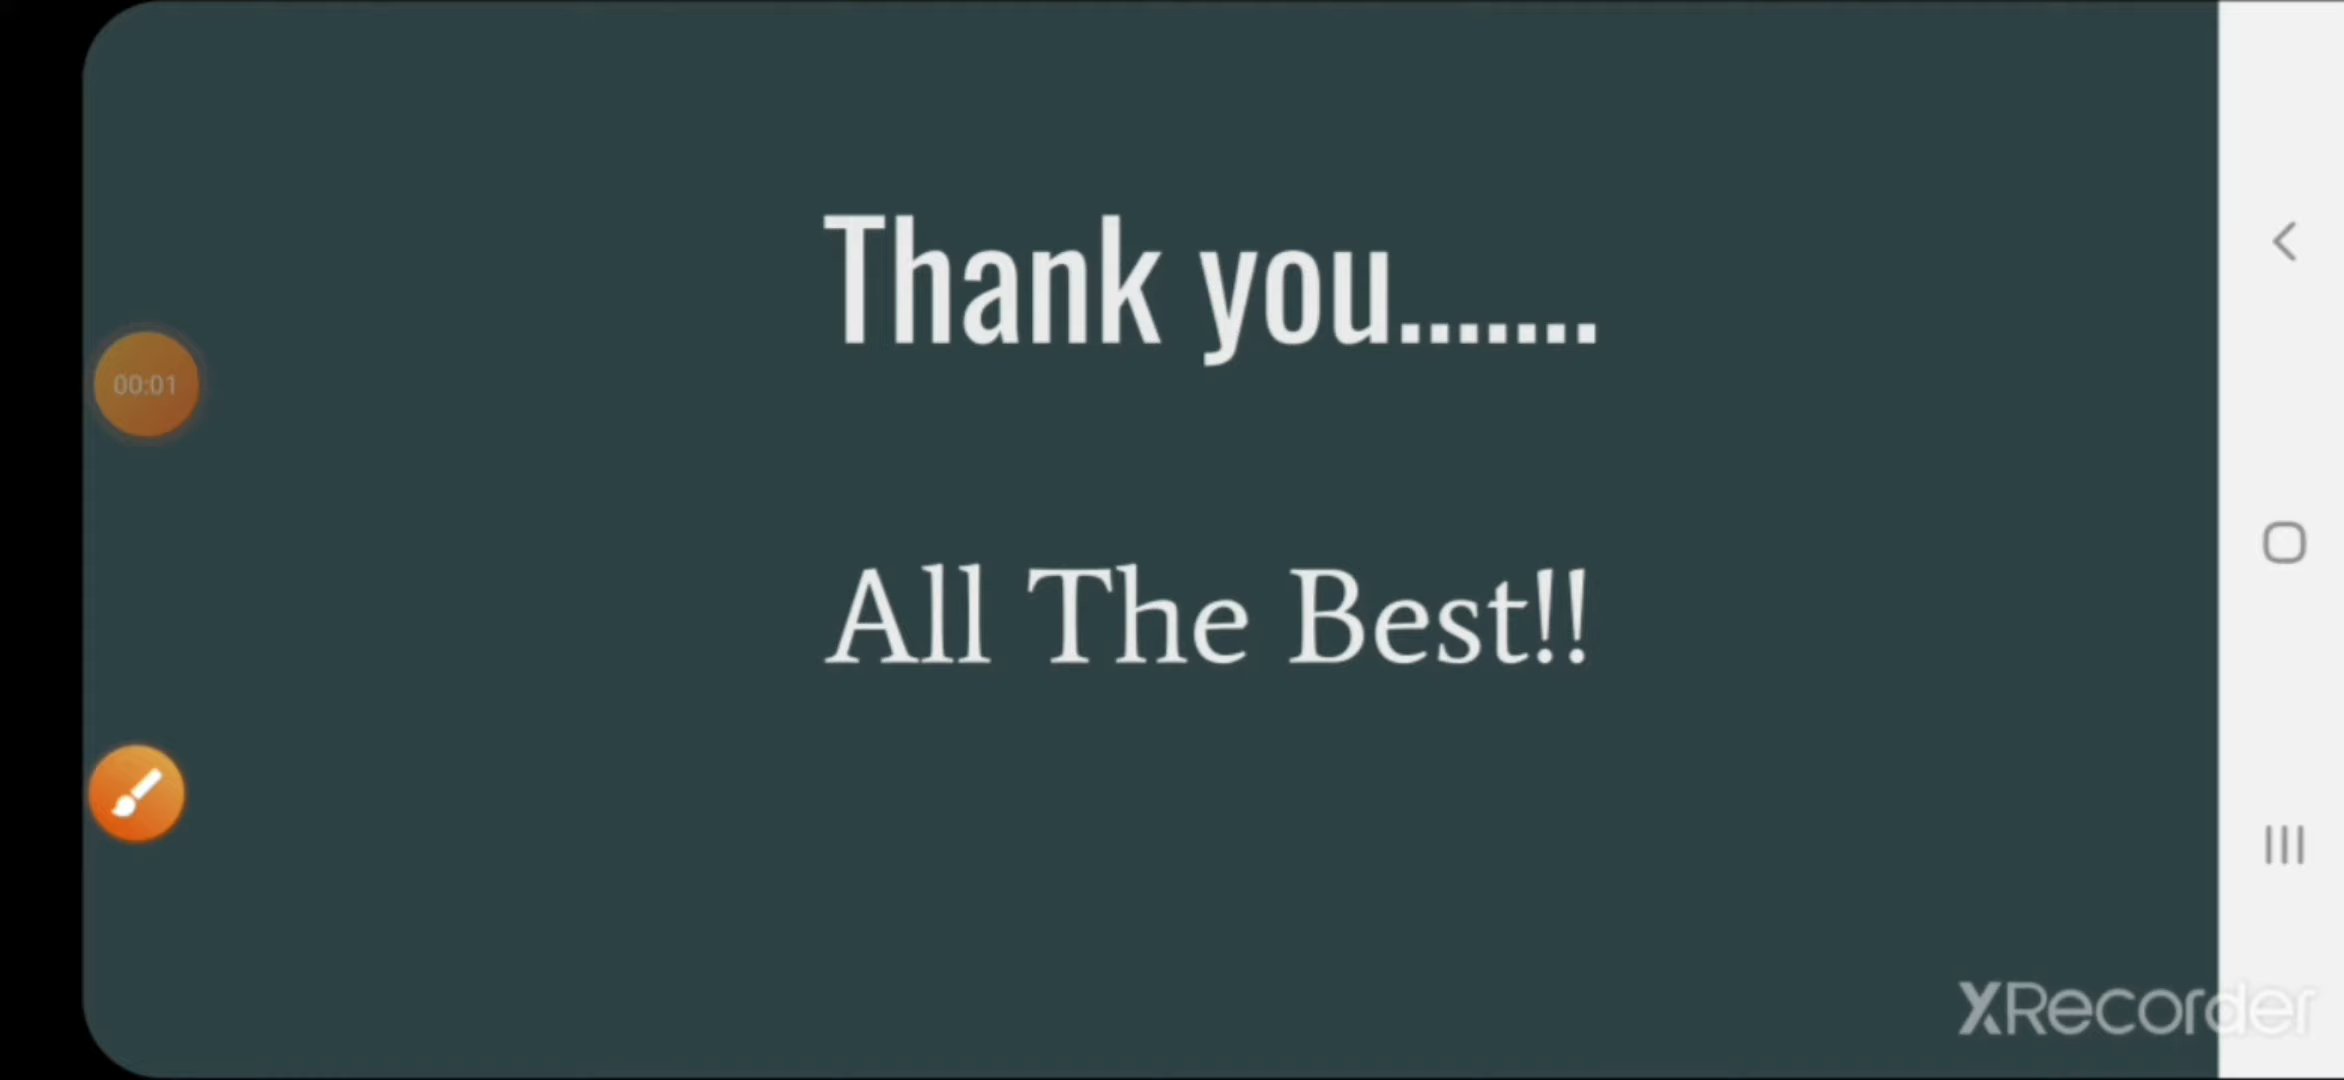 Thank you.......
00:01
All The Best!!
XRecorder